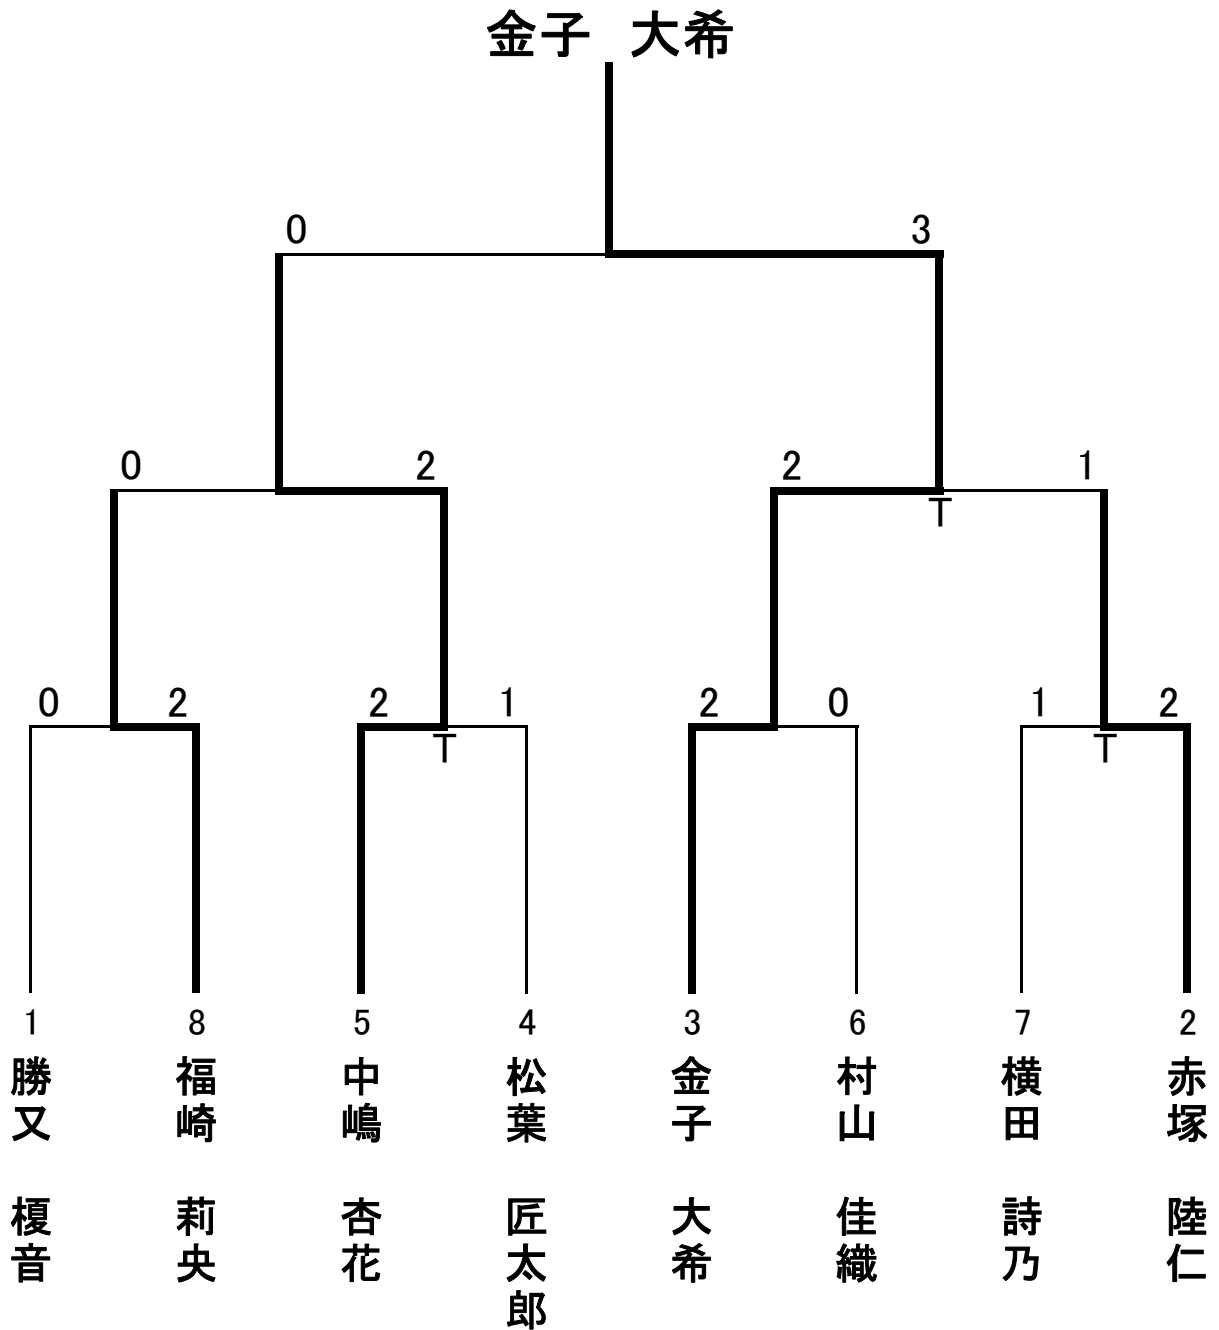 金子　大希
0 3
0 2 2 1
T
0 2 2 1 2 0 1 2
T T
1 8 5 4 3 6 7 2
勝又　榎音
福崎　莉央
中嶋　杏花
松葉　匠太郎
金子　大希
村山　佳織
横田　詩乃
赤塚　陸仁